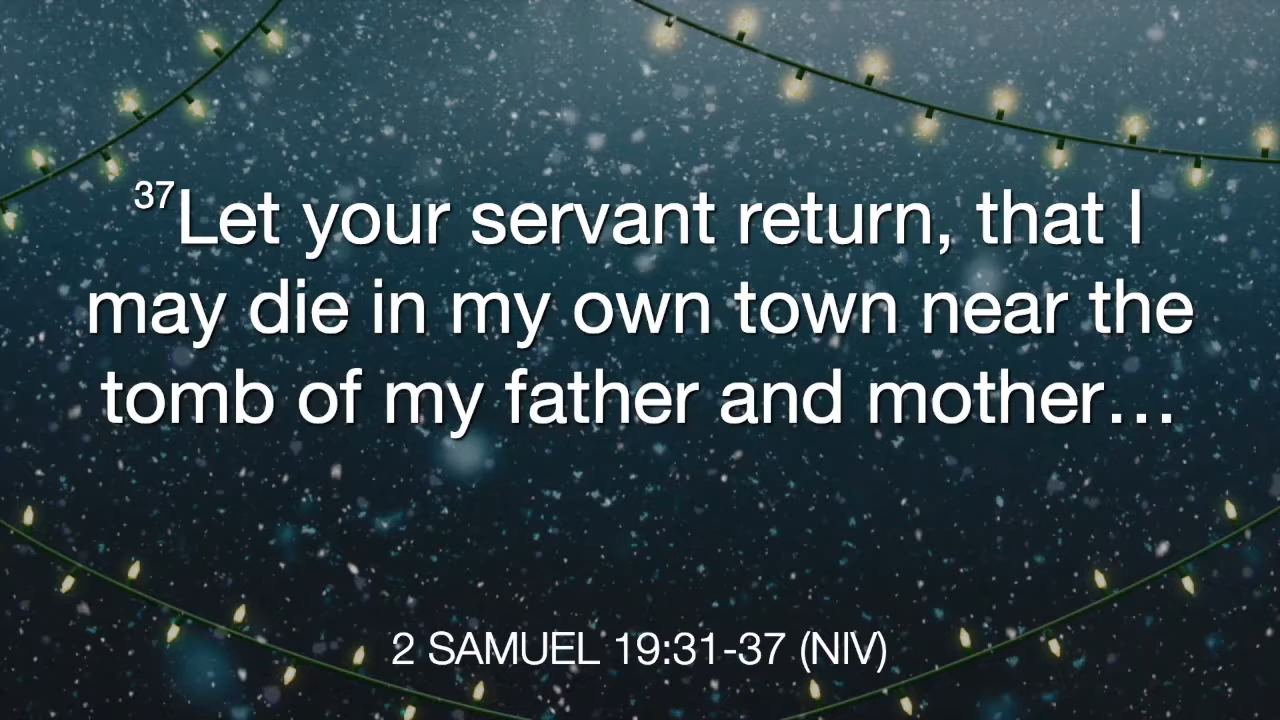 37Let your servant return, that I
may die in my own town near the
tomb of my father and mother…
2 SAMUEL 19:31-37 (NIV)